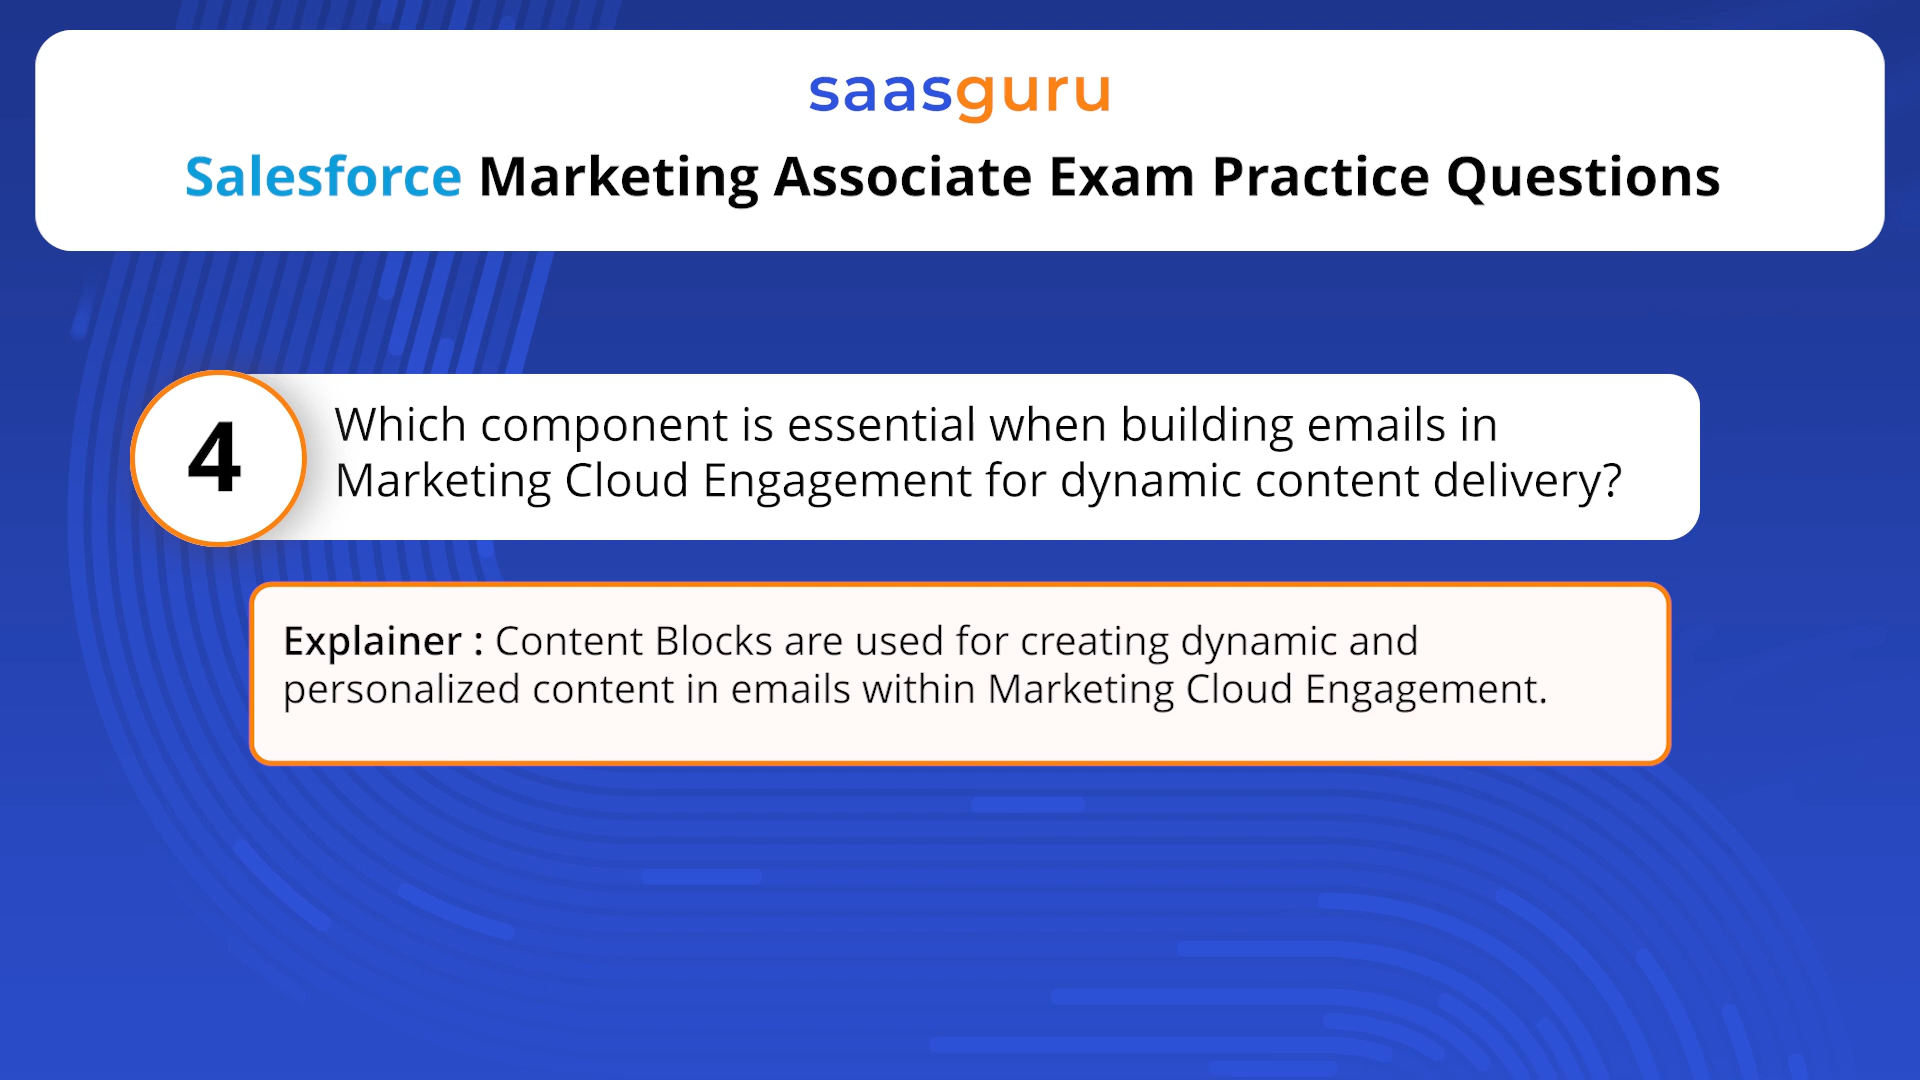 saasguru
Salesforce Marketing Associate Exam Practice Questions
4
Which component is essential when building emails in
Marketing Cloud Engagement for dynamic content delivery?
Explainer : Content Blocks are used for creating dynamic and
personalized content in emails within Marketing Cloud Engagement.